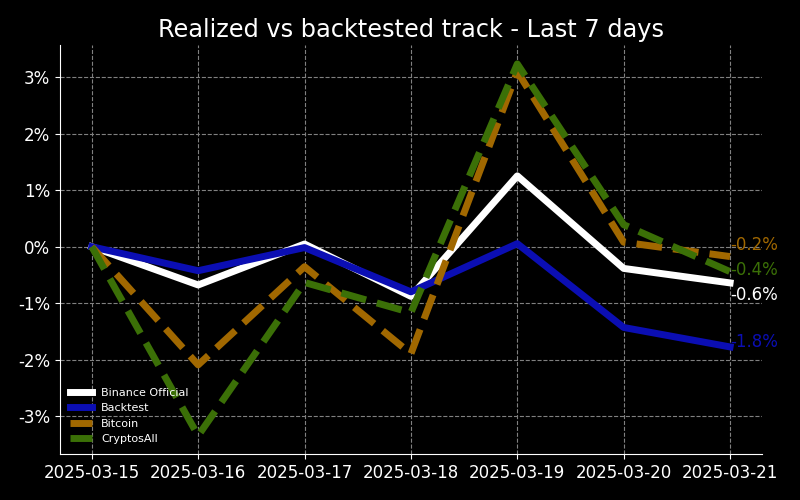 Realized vs backtested track - Last 7 days
3%
2%
1%
0%
-1%
-2%
-3%
-0.2%
-0.4%
-0.6%
-1.8%
Binance Official
Backtest
Bitcoin
CryptosAll
2025-03-15 2025-03-16 2025-03-17 2025-03-18 2025-03-19 2025-03-20 2025-03-21